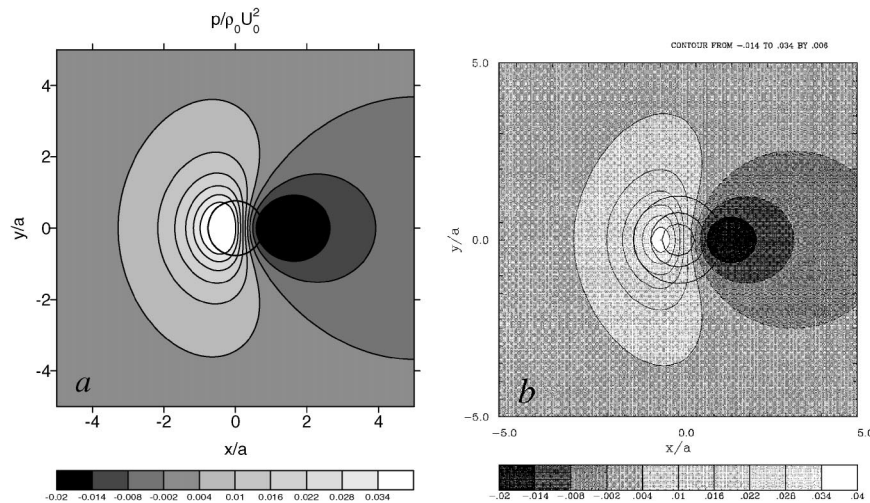 p/ρ₀U₀²
4
2
0
-2
-4
y/a
a
-4 -2 0 2 4
x/a
-0.02 -0.014 -0.008 -0.002 0.004 0.01 0.016 0.022 0.028 0.034
CONTOUR FROM -.014 TO .034 BY .006
5.0
0.0
-5.0
y/a
b
-5.0 0.0 5.0
x/a
-.02 -.014 -.008 -.002 .004 .01 .016 .022 .028 .034 .04